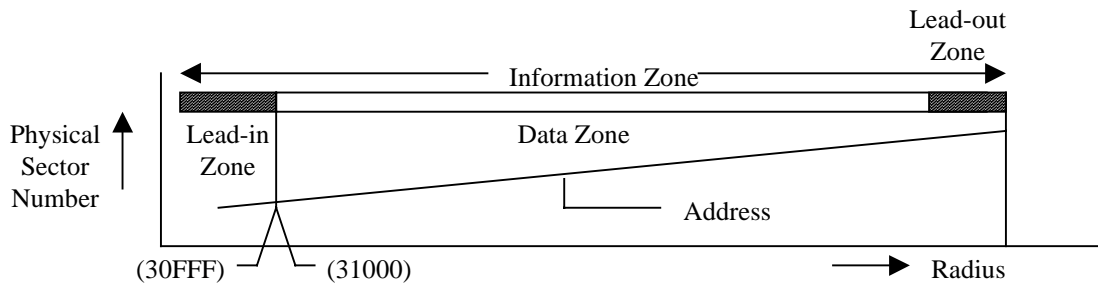 Lead-out
Zone
Information Zone
Physical
Sector
Number
Lead-in
Zone
Data Zone
Address
(30FFF)
(31000)
Radius